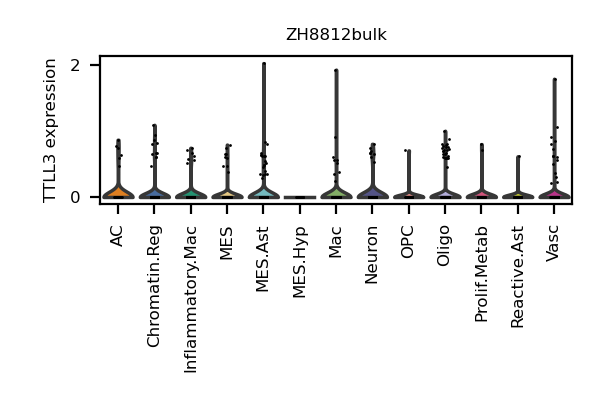 ZH8812bulk
TTLL3 expression
2
0
AC
Chromatin.Reg
Inflammatory.Mac
MES
MES.Ast
MES.Hyp
Mac
Neuron
OPC
Oligo
Prolif.Metab
Reactive.Ast
Vasc